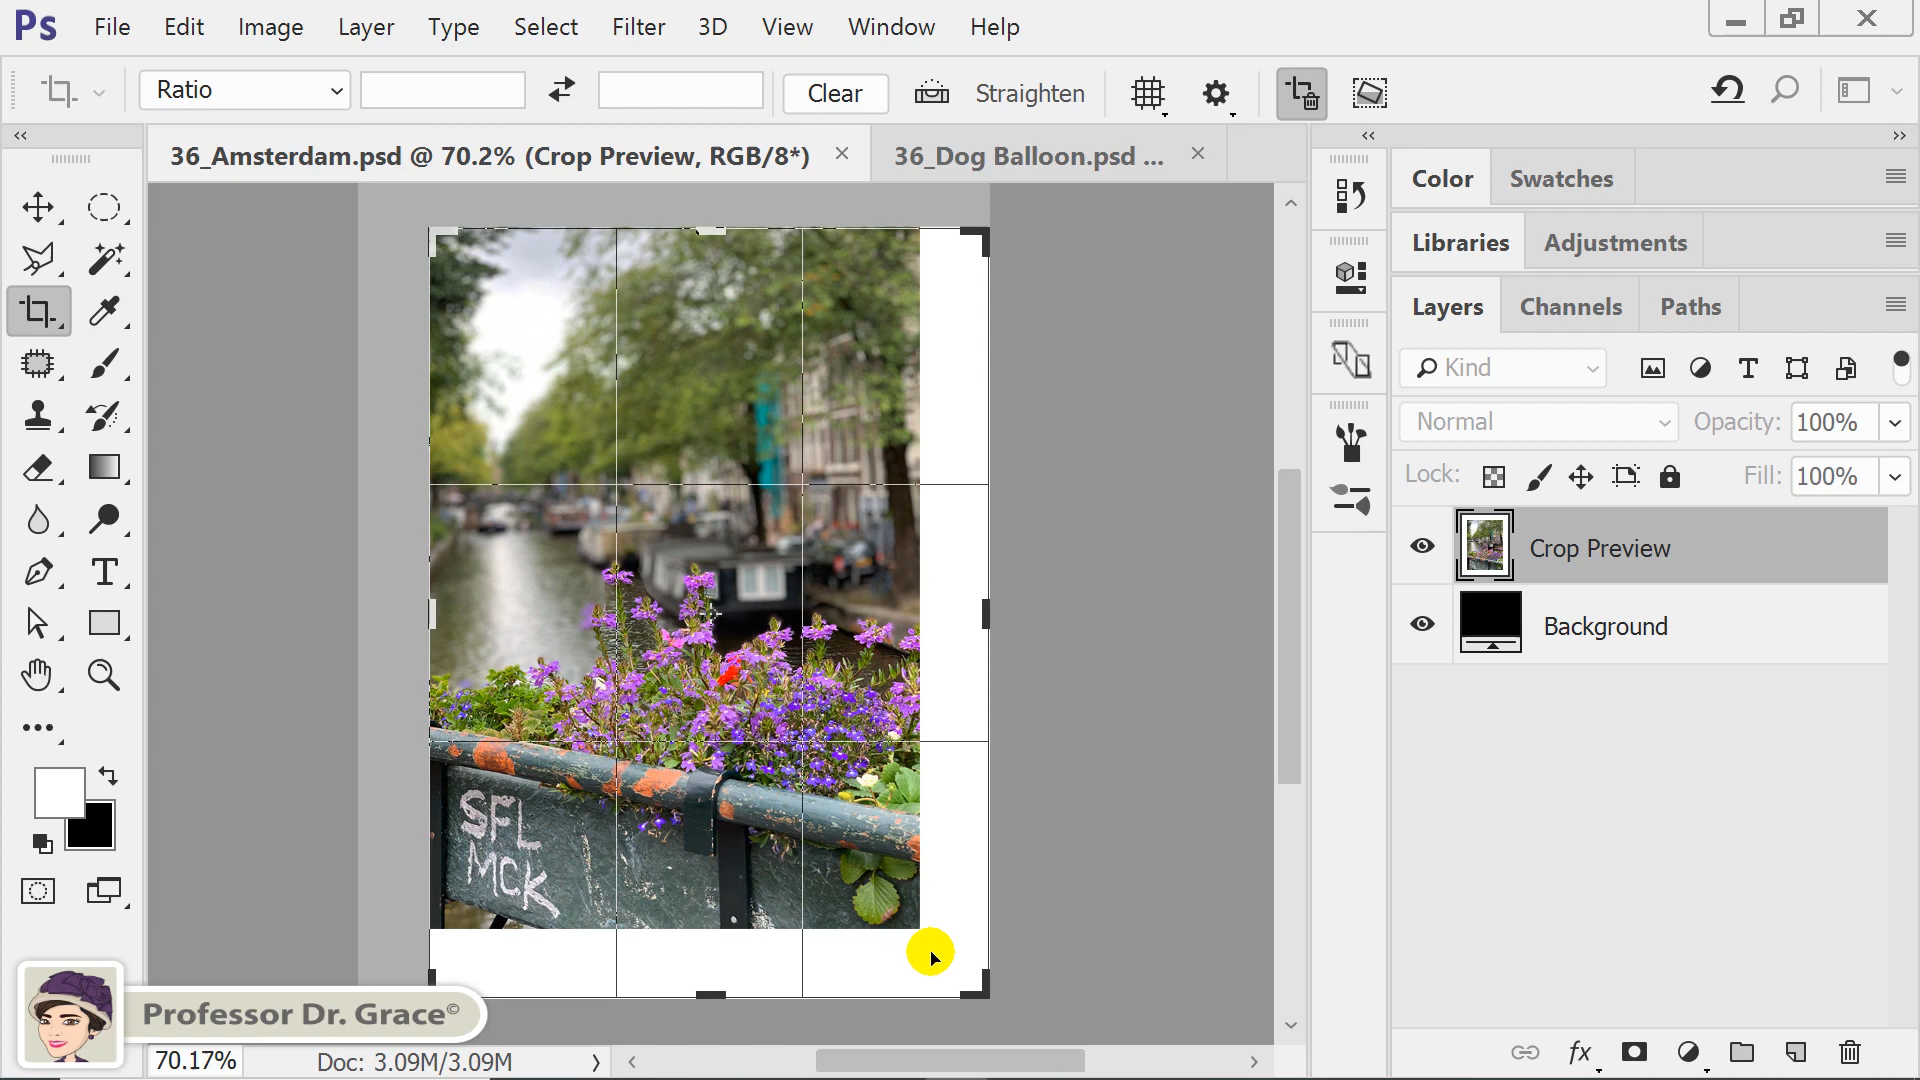 Ps File Edit Image Layer Type Select Filter 3D View Window Help
Ratio Clear Straighten
36_Amsterdam.psd @ 70.2% (Crop Preview, RGB/8*) 36_Dog Balloon.psd ...
Color Swatches
Libraries Adjustments
Layers Channels Paths
Kind
Normal Opacity: 100%
Lock: Fill: 100%
Crop Preview
Background
SFL
MCK
Professor Dr. Grace©
70.17% Doc: 3.09M/3.09M
fx